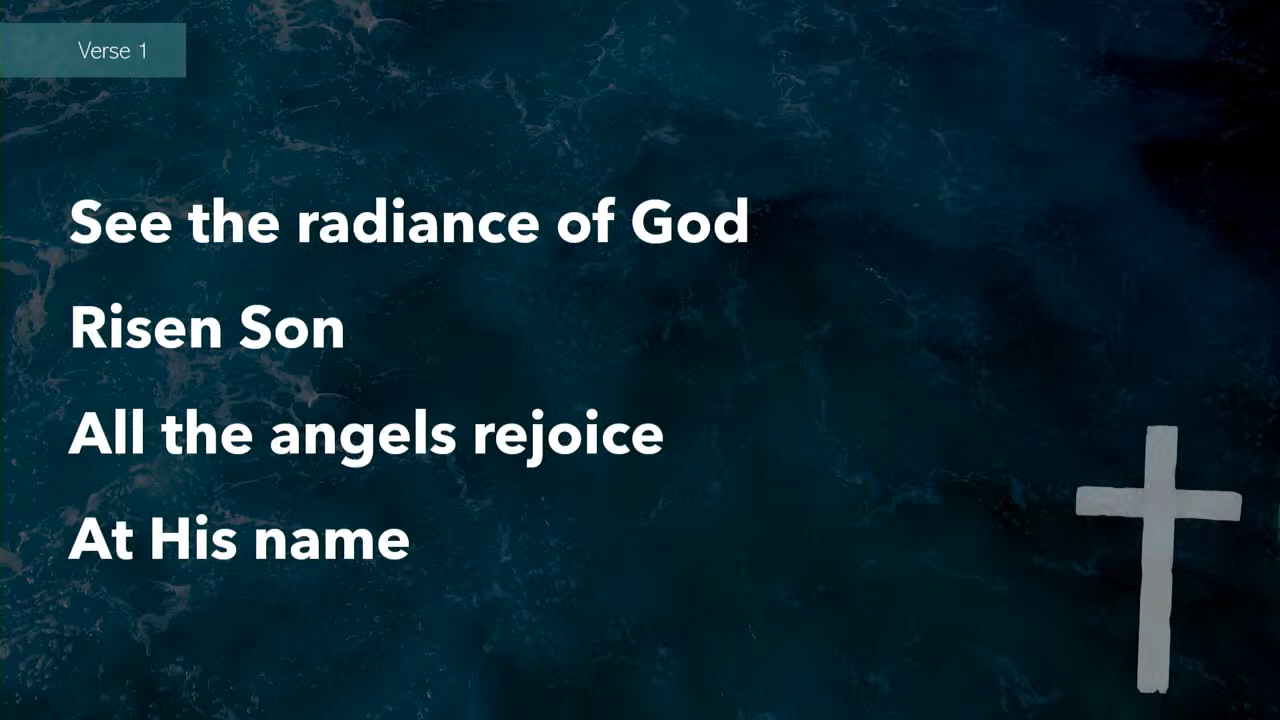 Verse 1
See the radiance of God
Risen Son
All the angels rejoice
At His name